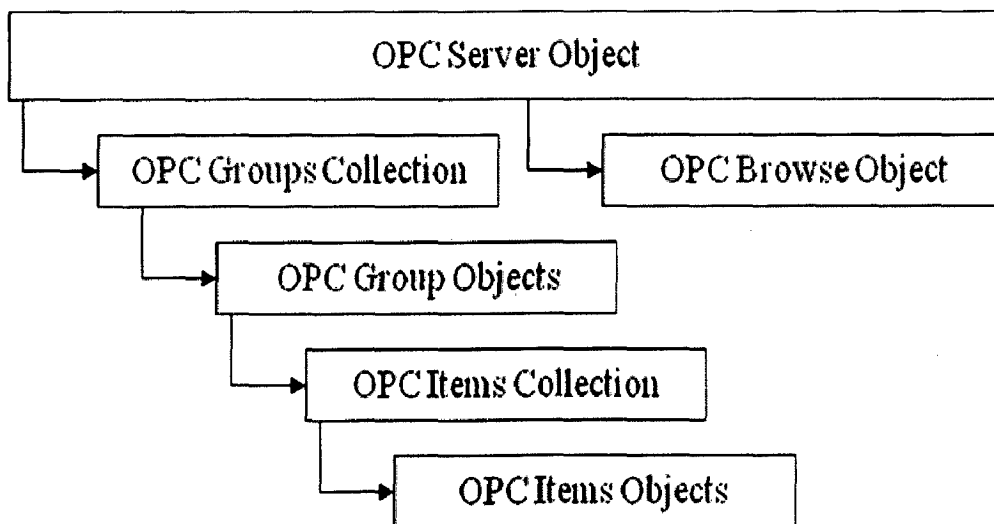 OPC Server Object
OPC Groups Collection
OPC Browse Object
OPC Group Objects
OPC Items Collection
OPC Items Objects